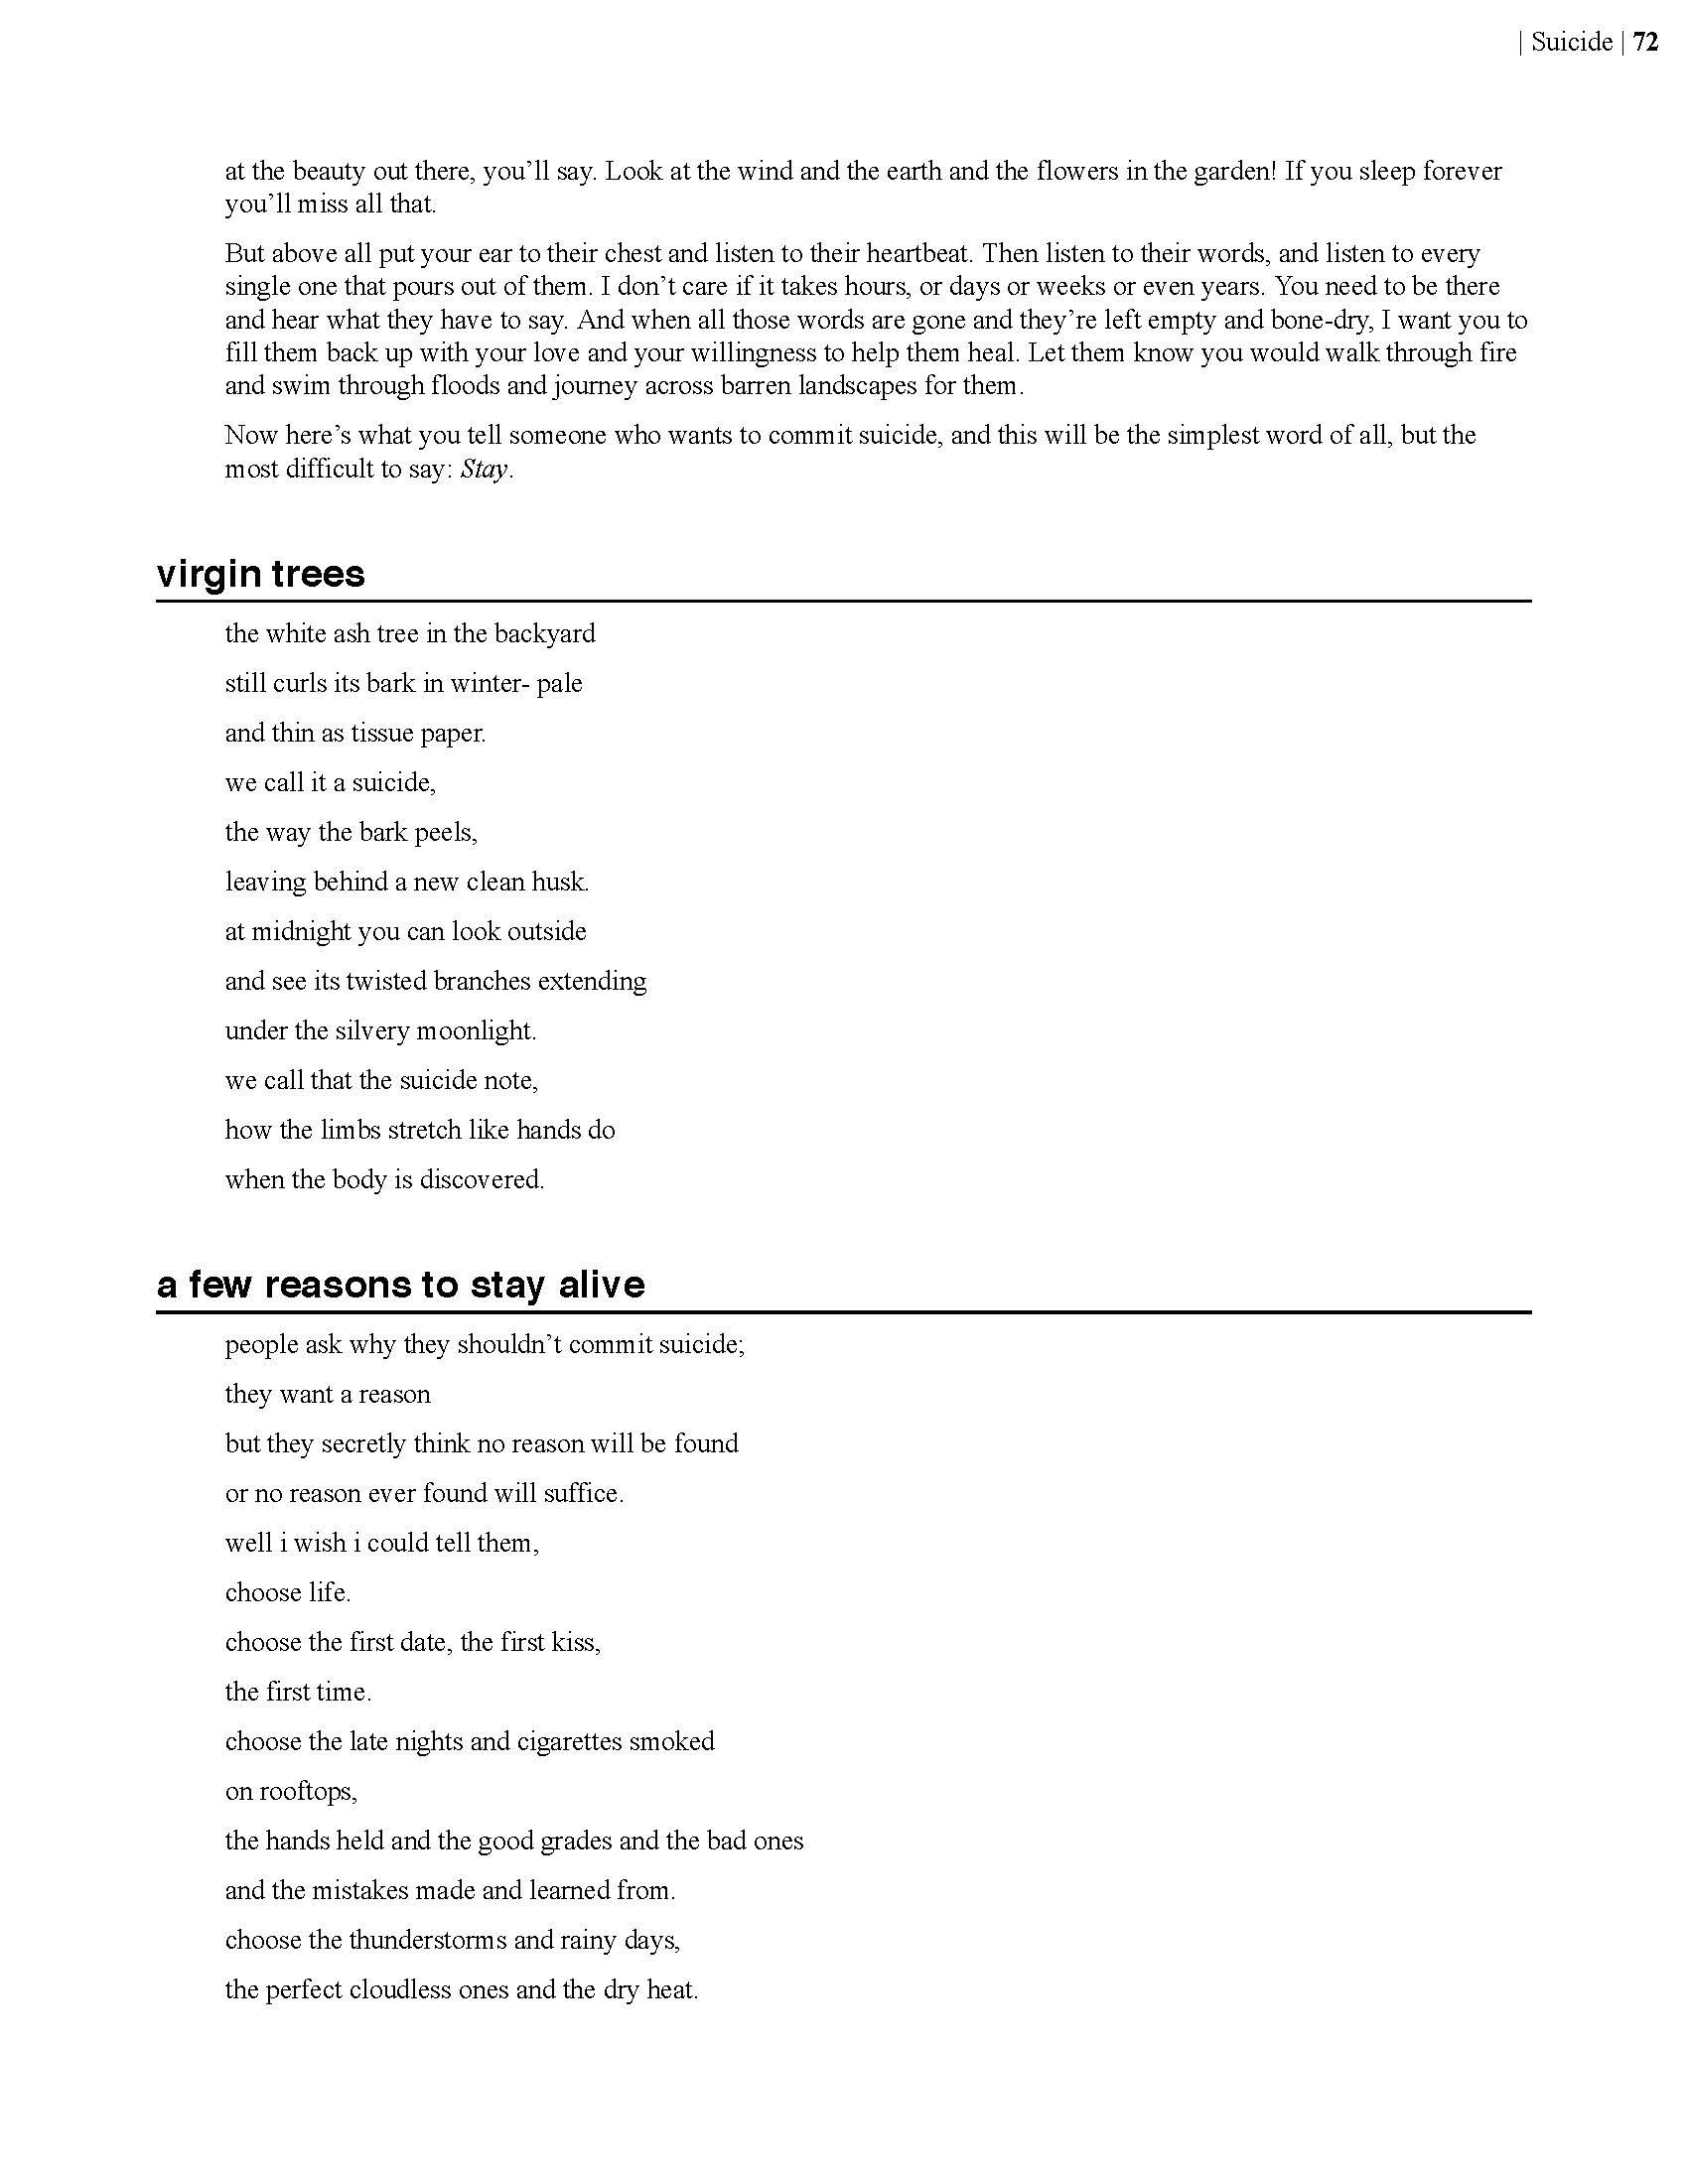 | Suicide | 72
at the beauty out there, you’ll say. Look at the wind and the earth and the flowers in the garden! If you sleep forever
you’ll miss all that.
But above all put your ear to their chest and listen to their heartbeat. Then listen to their words, and listen to every
single one that pours out of them. I don’t care if it takes hours, or days or weeks or even years. You need to be there
and hear what they have to say. And when all those words are gone and they’re left empty and bone-dry, I want you to
fill them back up with your love and your willingness to help them heal. Let them know you would walk through fire
and swim through floods and journey across barren landscapes for them.
Now here’s what you tell someone who wants to commit suicide, and this will be the simplest word of all, but the
most difficult to say: Stay.
virgin trees
the white ash tree in the backyard
still curls its bark in winter- pale
and thin as tissue paper.
we call it a suicide,
the way the bark peels,
leaving behind a new clean husk.
at midnight you can look outside
and see its twisted branches extending
under the silvery moonlight.
we call that the suicide note,
how the limbs stretch like hands do
when the body is discovered.
a few reasons to stay alive
people ask why they shouldn’t commit suicide;
they want a reason
but they secretly think no reason will be found
or no reason ever found will suffice.
well i wish i could tell them,
choose life.
choose the first date, the first kiss,
the first time.
choose the late nights and cigarettes smoked
on rooftops,
the hands held and the good grades and the bad ones
and the mistakes made and learned from.
choose the thunderstorms and rainy days,
the perfect cloudless ones and the dry heat.